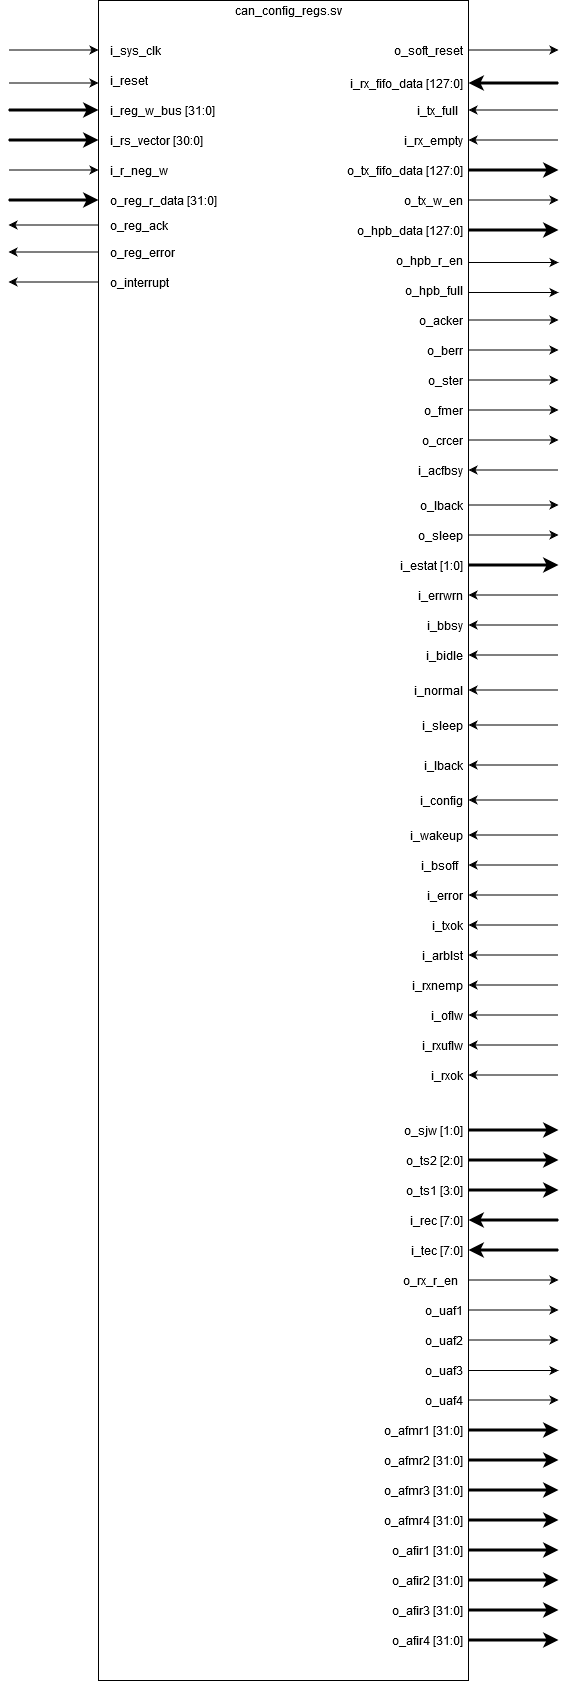 can_config_regs.sv
i_sys_clk
i_reset
i_reg_w_bus [31:0]
i_rs_vector [30:0]
i_r_neg_w
o_reg_r_data [31:0]
o_reg_ack
o_reg_error
o_interrupt
o_soft_reset
i_rx_fifo_data [127:0]
i_tx_full
i_rx_empty
o_tx_fifo_data [127:0]
o_tx_w_en
o_hpb_data [127:0]
o_hpb_r_en
o_hpb_full
o_acker
o_berr
o_ster
o_fmer
o_crcer
i_acfbsy
o_lback
o_sleep
i_estat [1:0]
i_errwrn
i_bbsy
i_bidle
i_normal
i_sleep
i_lback
i_config
i_wakeup
i_bsoff
i_error
i_txok
i_arblst
i_rxnemp
i_oflw
i_rxuflw
i_rxok
o_sjw [1:0]
o_ts2 [2:0]
o_ts1 [3:0]
i_rec [7:0]
i_tec [7:0]
o_rx_r_en
o_uaf1
o_uaf2
o_uaf3
o_uaf4
o_afmr1 [31:0]
o_afmr2 [31:0]
o_afmr3 [31:0]
o_afmr4 [31:0]
o_afir1 [31:0]
o_afir2 [31:0]
o_afir3 [31:0]
o_afir4 [31:0]